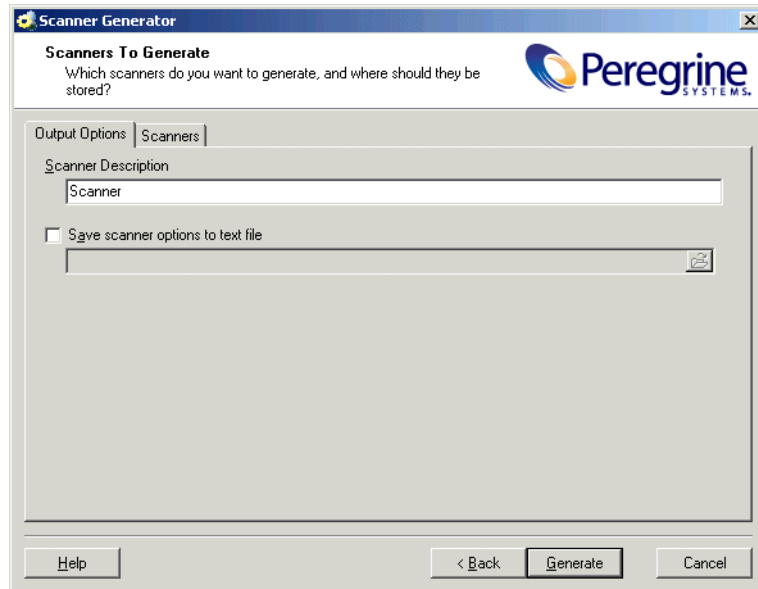 Scanner Generator
Scanners To Generate
Which scanners do you want to generate, and where should they be
stored?
Peregrine
SYSTEMS.
Output Options
Scanners
Scanner Description
Scanner
Save scanner options to text file
Help
< Back
Generate
Cancel